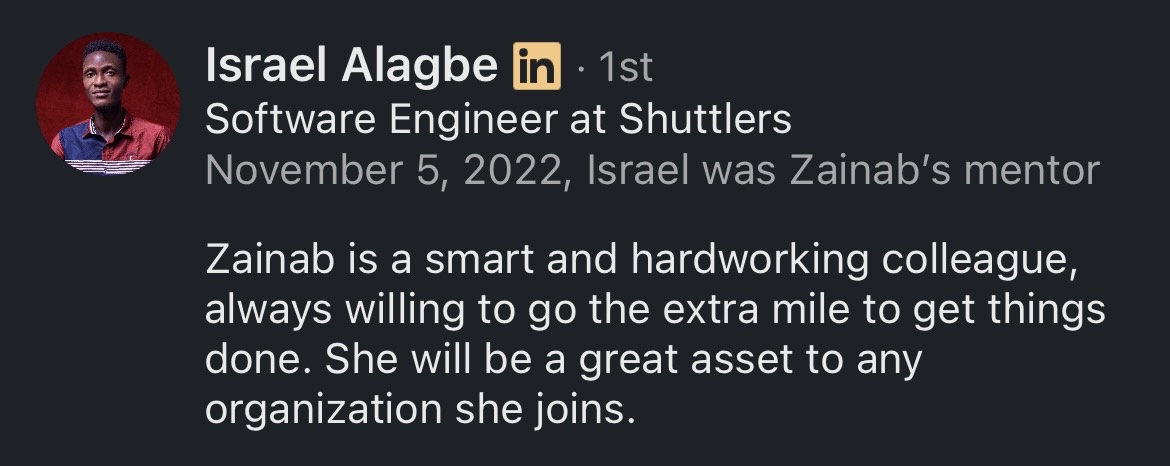 Israel Alagbe in · 1st
Software Engineer at Shuttlers
November 5, 2022, Israel was Zainab’s mentor
Zainab is a smart and hardworking colleague,
always willing to go the extra mile to get things
done. She will be a great asset to any
organization she joins.